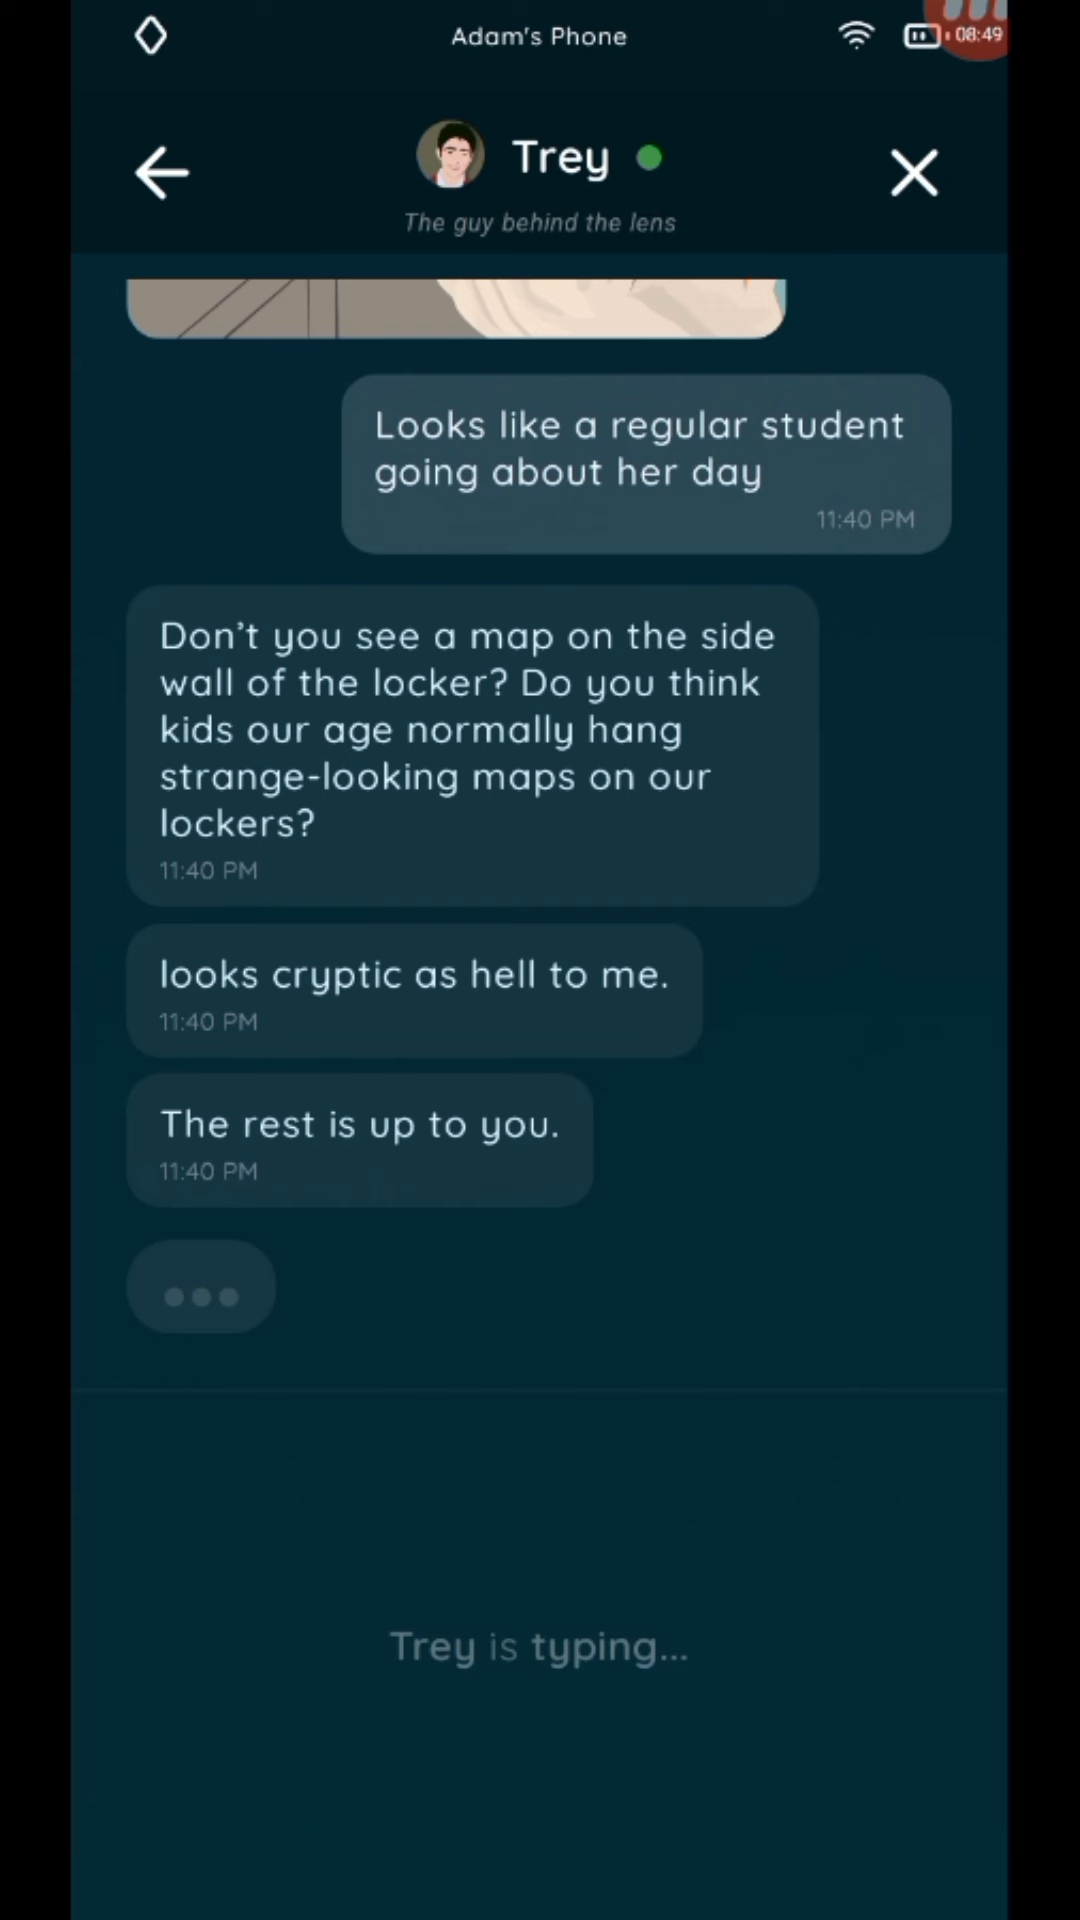 Adam's Phone
08:49
Trey
The guy behind the lens
Looks like a regular student
going about her day
11:40 PM
Don’t you see a map on the side
wall of the locker? Do you think
kids our age normally hang
strange-looking maps on our
lockers?
11:40 PM
looks cryptic as hell to me.
11:40 PM
The rest is up to you.
11:40 PM
Trey is typing...